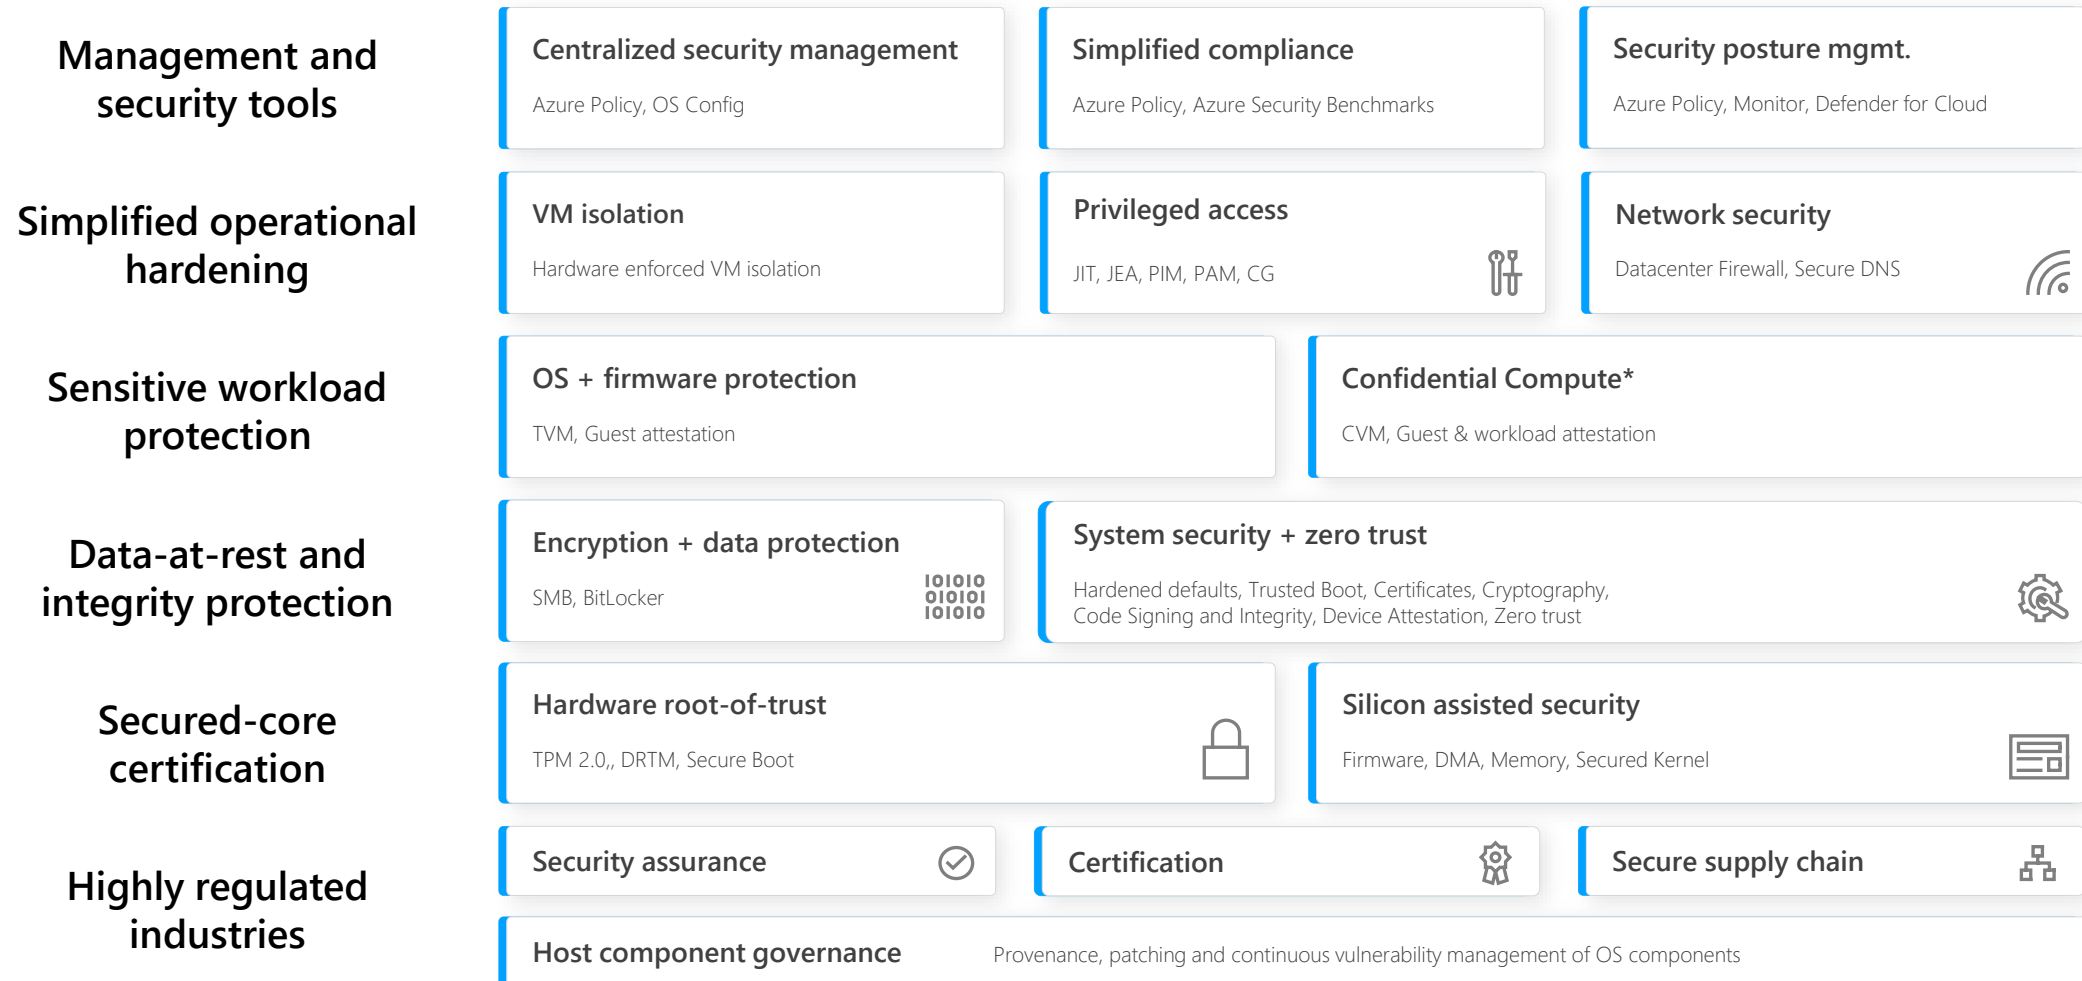 Management and
security tools
Centralized security management
Azure Policy, OS Config
Simplified compliance
Azure Policy, Azure Security Benchmarks
Security posture mgmt.
Azure Policy, Monitor, Defender for Cloud
Simplified operational
hardening
VM isolation
Hardware enforced VM isolation
Privileged access
JIT, JEA, PIM, PAM, CG
Network security
Datacenter Firewall, Secure DNS
Sensitive workload
protection
OS + firmware protection
TVM, Guest attestation
Confidential Compute*
CVM, Guest & workload attestation
Data-at-rest and
integrity protection
Encryption + data protection
SMB, BitLocker
101010
010101
101010
System security + zero trust
Hardened defaults, Trusted Boot, Certificates, Cryptography,
Code Signing and Integrity, Device Attestation, Zero trust
Secured-core
certification
Hardware root-of-trust
TPM 2.0,, DRTM, Secure Boot
Silicon assisted security
Firmware, DMA, Memory, Secured Kernel
Highly regulated
industries
Security assurance
Certification
Secure supply chain
Host component governance
Provenance, patching and continuous vulnerability management of OS components